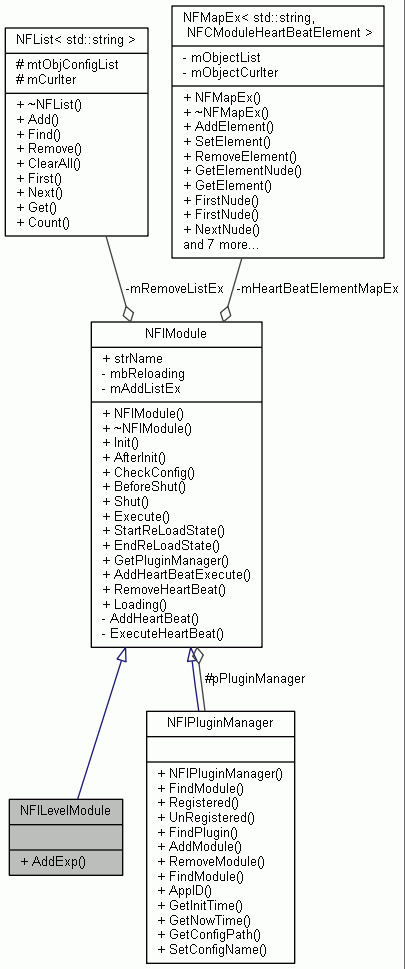 NFList< std::string >
# mtObjConfigList
# mCurIter
+ ~NFList()
+ Add()
+ Find()
+ Remove()
+ ClearAll()
+ First()
+ Next()
+ Get()
+ Count()
NFMapEx< std::string,
NFCModuleHeartBeatElement >
- mObjectList
- mObjectCurIter
+ NFMapEx()
+ ~NFMapEx()
+ AddElement()
+ SetElement()
+ RemoveElement()
+ GetElementNude()
+ GetElement()
+ FirstNude()
+ FirstNude()
+ NextNude()
and 7 more...
-mRemoveListEx
-mHeartBeatElementMapEx
NFIModule
+ strName
- mbReloading
- mAddListEx
+ NFIModule()
+ ~NFIModule()
+ Init()
+ AfterInit()
+ CheckConfig()
+ BeforeShut()
+ Shut()
+ Execute()
+ StartReLoadState()
+ EndReLoadState()
+ GetPluginManager()
+ AddHeartBeatExecute()
+ RemoveHeartBeat()
+ Loading()
- AddHeartBeat()
- ExecuteHeartBeat()
#pPluginManager
NFILevelModule
+ AddExp()
NFIPluginManager
+ NFIPluginManager()
+ FindModule()
+ Registered()
+ UnRegistered()
+ FindPlugin()
+ AddModule()
+ RemoveModule()
+ FindModule()
+ AppID()
+ GetInitTime()
+ GetNowTime()
+ GetConfigPath()
+ SetConfigName()